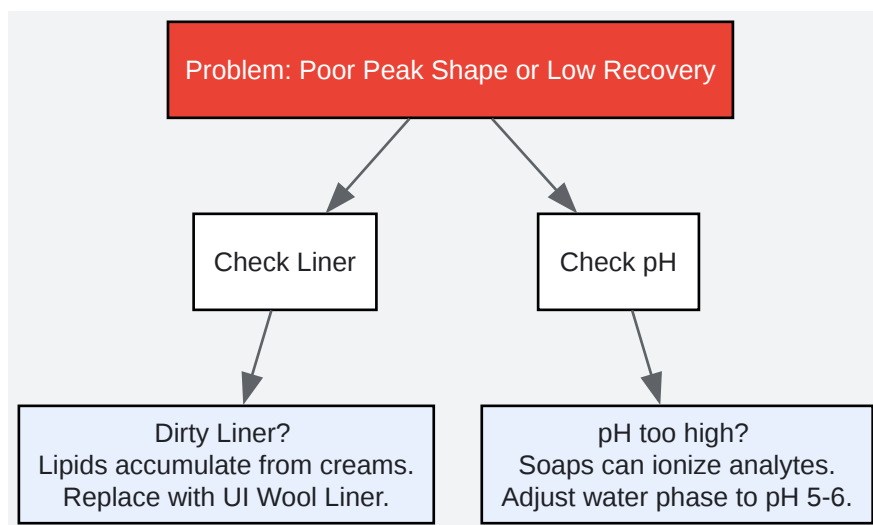 Problem: Poor Peak Shape or Low Recovery
Check Liner
Check pH
Dirty Liner?
Lipids accumulate from creams.
Replace with UI Wool Liner.
pH too high?
Soaps can ionize analytes.
Adjust water phase to pH 5-6.